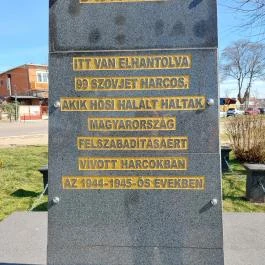 ITT VAN ELHANTOLVA
99 SZOVJET HARCOS,
AKIK HŐSI HALÁLT HALTAK
MAGYARORSZÁG
FELSZABADÍTÁSÁÉRT
VÍVOTT HARCOKBAN
AZ 1944-1945-ÖS ÉVEKBEN